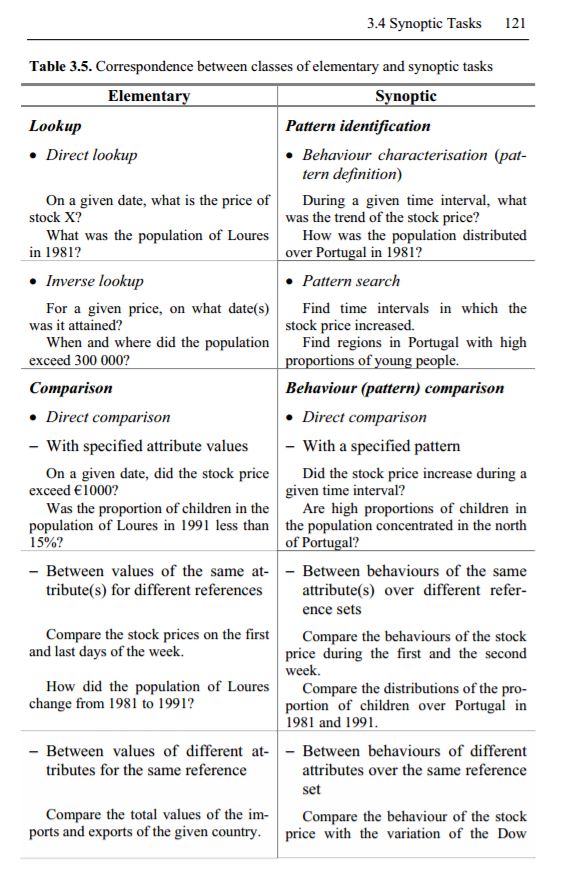 3.4 Synoptic Tasks 121
Table 3.5. Correspondence between classes of elementary and synoptic tasks
Elementary
Synoptic
Lookup
• Direct lookup
On a given date, what is the price of
stock X?
What was the population of Loures
in 1981?
Pattern identification
• Behaviour characterisation (pat-
tern definition)
During a given time interval, what
was the trend of the stock price?
How was the population distributed
over Portugal in 1981?
• Inverse lookup
For a given price, on what date(s)
was it attained?
When and where did the population
exceed 300 000?
• Pattern search
Find time intervals in which the
stock price increased.
Find regions in Portugal with high
proportions of young people.
Comparison
• Direct comparison
– With specified attribute values
On a given date, did the stock price
exceed €1000?
Was the proportion of children in the
population of Loures in 1991 less than
15%?
Behaviour (pattern) comparison
• Direct comparison
– With a specified pattern
Did the stock price increase during a
given time interval?
Are high proportions of children in
the population concentrated in the north
of Portugal?
– Between values of the same at-
tribute(s) for different references
Compare the stock prices on the first
and last days of the week.
How did the population of Loures
change from 1981 to 1991?
– Between behaviours of the same
attribute(s) over different refer-
ence sets
Compare the behaviours of the stock
price during the first and the second
week.
Compare the distributions of the pro-
portion of children over Portugal in
1981 and 1991.
– Between values of different at-
tributes for the same reference
Compare the total values of the im-
ports and exports of the given country.
– Between behaviours of different
attributes over the same reference
set
Compare the behaviour of the stock
price with the variation of the Dow